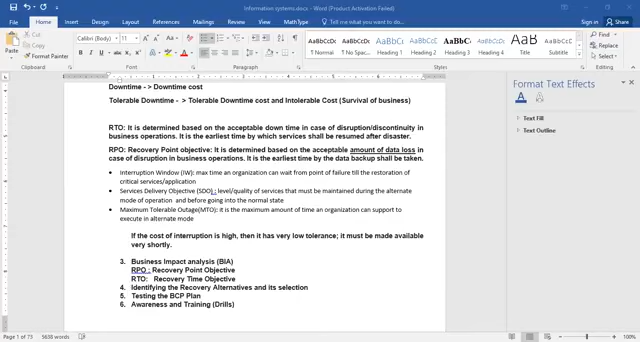 Information systems.docx - Word (Product Activation Failed)
File Home Insert Design Layout References Mailings Review View MathType Tell me what you want to do... Sign in Share
Paste
Cut
Copy
Format Painter
Clipboard
Calibri (Body) 11
Font
Paragraph
AaBbCcDc AaBbCcDc AaBbCc AaBbCcC AaBbC AaBbCcD AaB AaBbCcD
¶ Normal ¶ No Spac... Heading 1 Heading 2 Heading 3 Heading 4 Title Subtitle
Styles
Find
Replace
Select
Editing
Downtime - > Downtime cost
Tolerable Downtime - > Tolerable Downtime cost and Intolerable Cost (Survival of business)
RTO: It is determined based on the acceptable down time in case of disruption/discontinuity in
business operations. It is the earliest time by which services shall be resumed after disaster.
RPO: Recovery Point objective: It is determined based on the acceptable amount of data loss in
case of disruption in business operations. It is the earliest time by the data backup shall be taken.
• Interruption Window (IW): max time an organization can wait from point of failure till the restoration of
critical services/application
• Services Delivery Objective (SDO) : level/quality of services that must be maintained during the alternate
mode of operation and before going into the normal state
• Maximum Tolerable Outage(MTO): it is the maximum amount of time an organization can support to
execute in alternate mode
If the cost of interruption is high, then it has very low tolerance; it must be made available
very shortly.
3. Business Impact analysis (BIA)
RPO : Recovery Point Objective
RTO: Recovery Time Objective
4. Identifying the Recovery Alternatives and its selection
5. Testing the BCP Plan
6. Awareness and Training (Drills)
Format Text Effects
Text Fill
Text Outline
Page 1 of 73 5638 words 100%